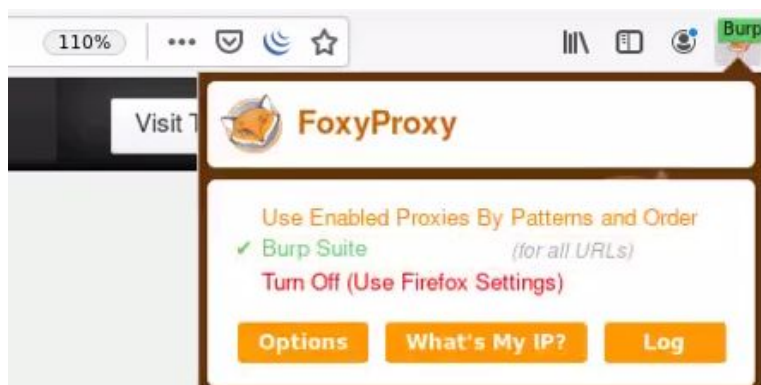 110%
Burp
Visit T
FoxyProxy
Use Enabled Proxies By Patterns and Order
Burp Suite (for all URLs)
Turn Off (Use Firefox Settings)
Options What's My IP? Log